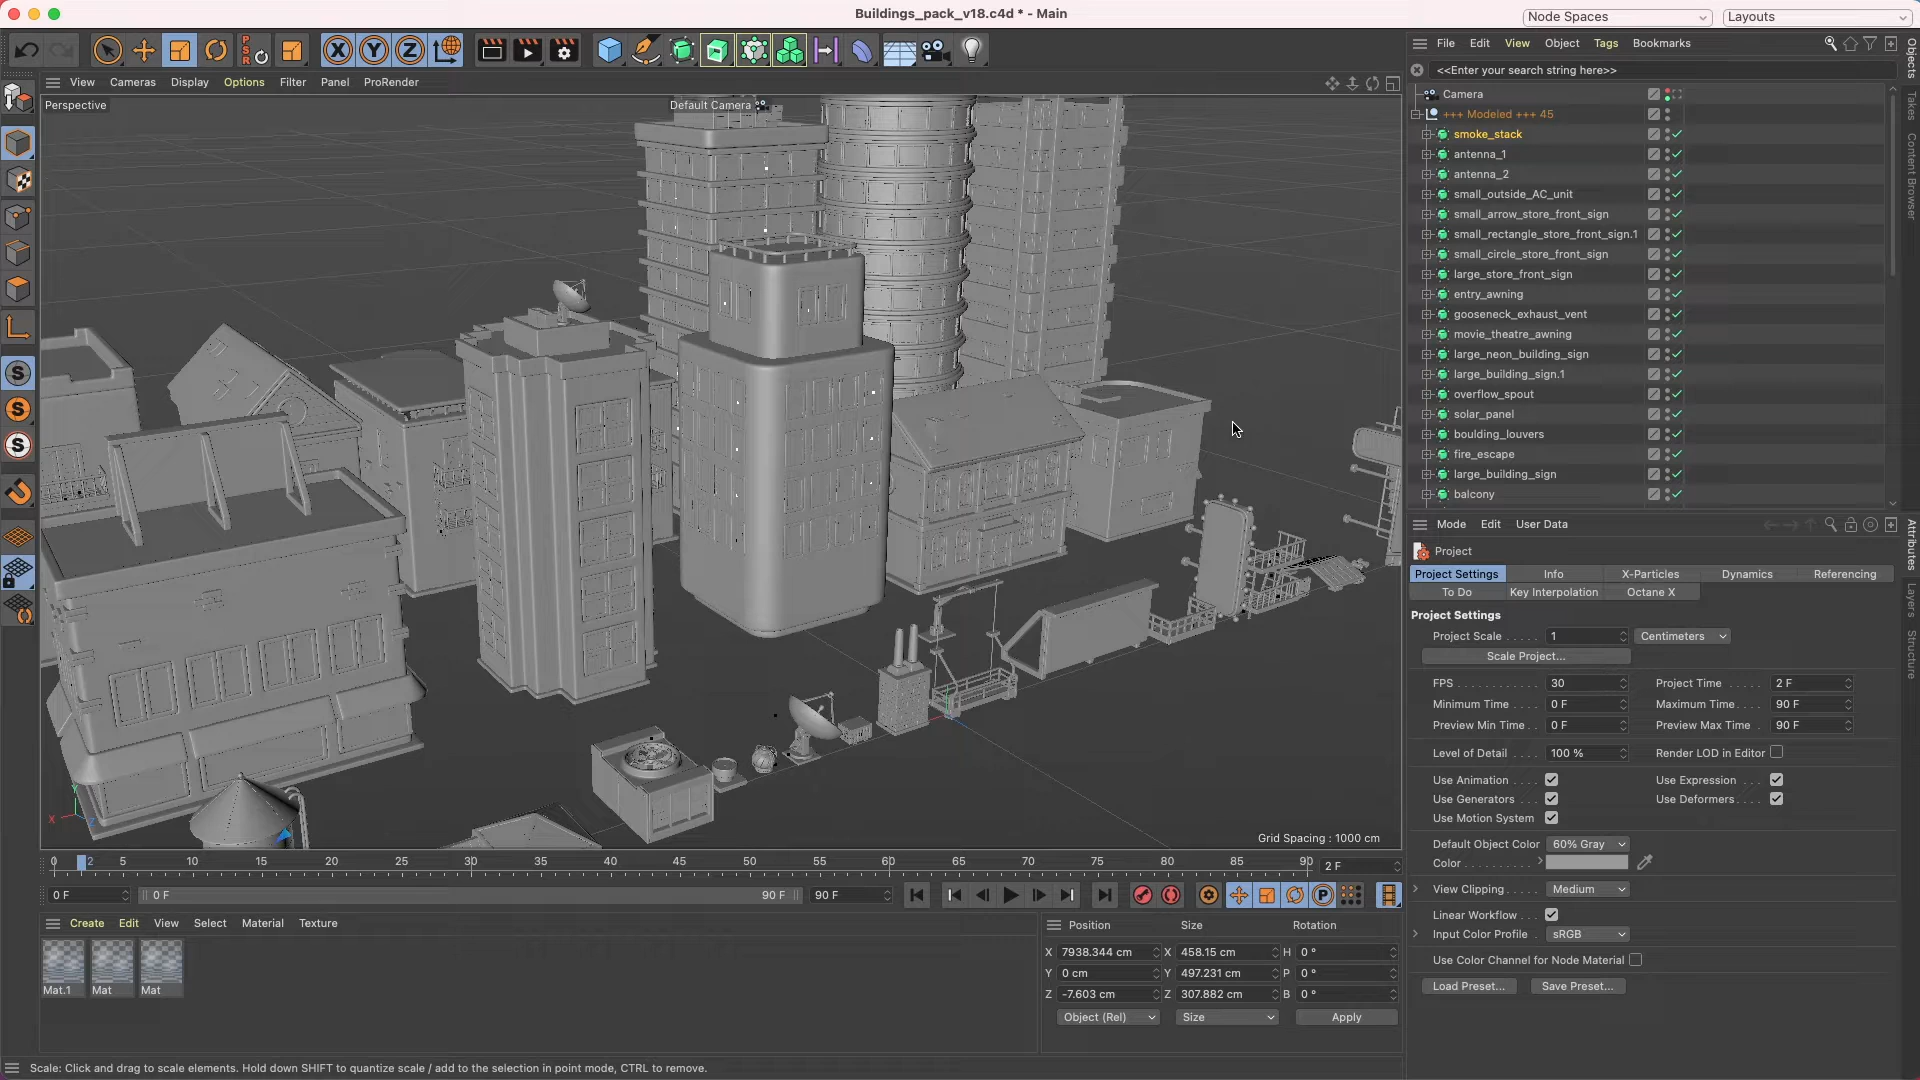 Buildings_pack_v18.c4d * - Main
Node Spaces
Layouts
PSR
X Y Z
File Edit View Object Tags Bookmarks
<<Enter your search string here>>
View Cameras Display Options Filter Panel ProRender
Perspective
Default Camera
Camera
+++ Modeled +++ 45
smoke_stack
antenna_1
antenna_2
small_outside_AC_unit
small_arrow_store_front_sign
small_rectangle_store_front_sign.1
small_circle_store_front_sign
large_store_front_sign
entry_awning
gooseneck_exhaust_vent
movie_theatre_awning
large_neon_building_sign
large_building_sign.1
overflow_spout
solar_panel
boulding_louvers
fire_escape
large_building_sign
balcony
Objects
Takes
Content Browser
Attributes
Layers
Structure
S
S
S
Mode Edit User Data
Project
Project Settings Info X-Particles Dynamics Referencing
To Do Key Interpolation Octane X
Project Settings
Project Scale . . . . . 1 Centimeters
Scale Project...
FPS . . . . . . . . . . . . 30 Project Time . . . . . 2 F
Minimum Time . . . 0 F Maximum Time . . . . 90 F
Preview Min Time . . 0 F Preview Max Time . . 90 F
Level of Detail . . . . 100 % Render LOD in Editor
Use Animation . . . . Use Expression . . . .
Use Generators . . . Use Deformers . . . .
Use Motion System
Default Object Color 60% Gray
Color . . . . . . . . . .
View Clipping . . . . . Medium
Linear Workflow . . .
Input Color Profile . sRGB
Use Color Channel for Node Material
Load Preset... Save Preset...
Y
X
Z
Grid Spacing : 1000 cm
0 2 5 10 15 20 25 30 35 40 45 50 55 60 65 70 75 80 85 90
2 F
0 F 0 F 90 F 90 F
P
Create Edit View Select Material Texture
Mat.1 Mat Mat
Position Size Rotation
X 7938.344 cm X 458.15 cm H 0 °
Y 0 cm Y 497.231 cm P 0 °
Z -7.603 cm Z 307.882 cm B 0 °
Object (Rel) Size Apply
Scale: Click and drag to scale elements. Hold down SHIFT to quantize scale / add to the selection in point mode, CTRL to remove.